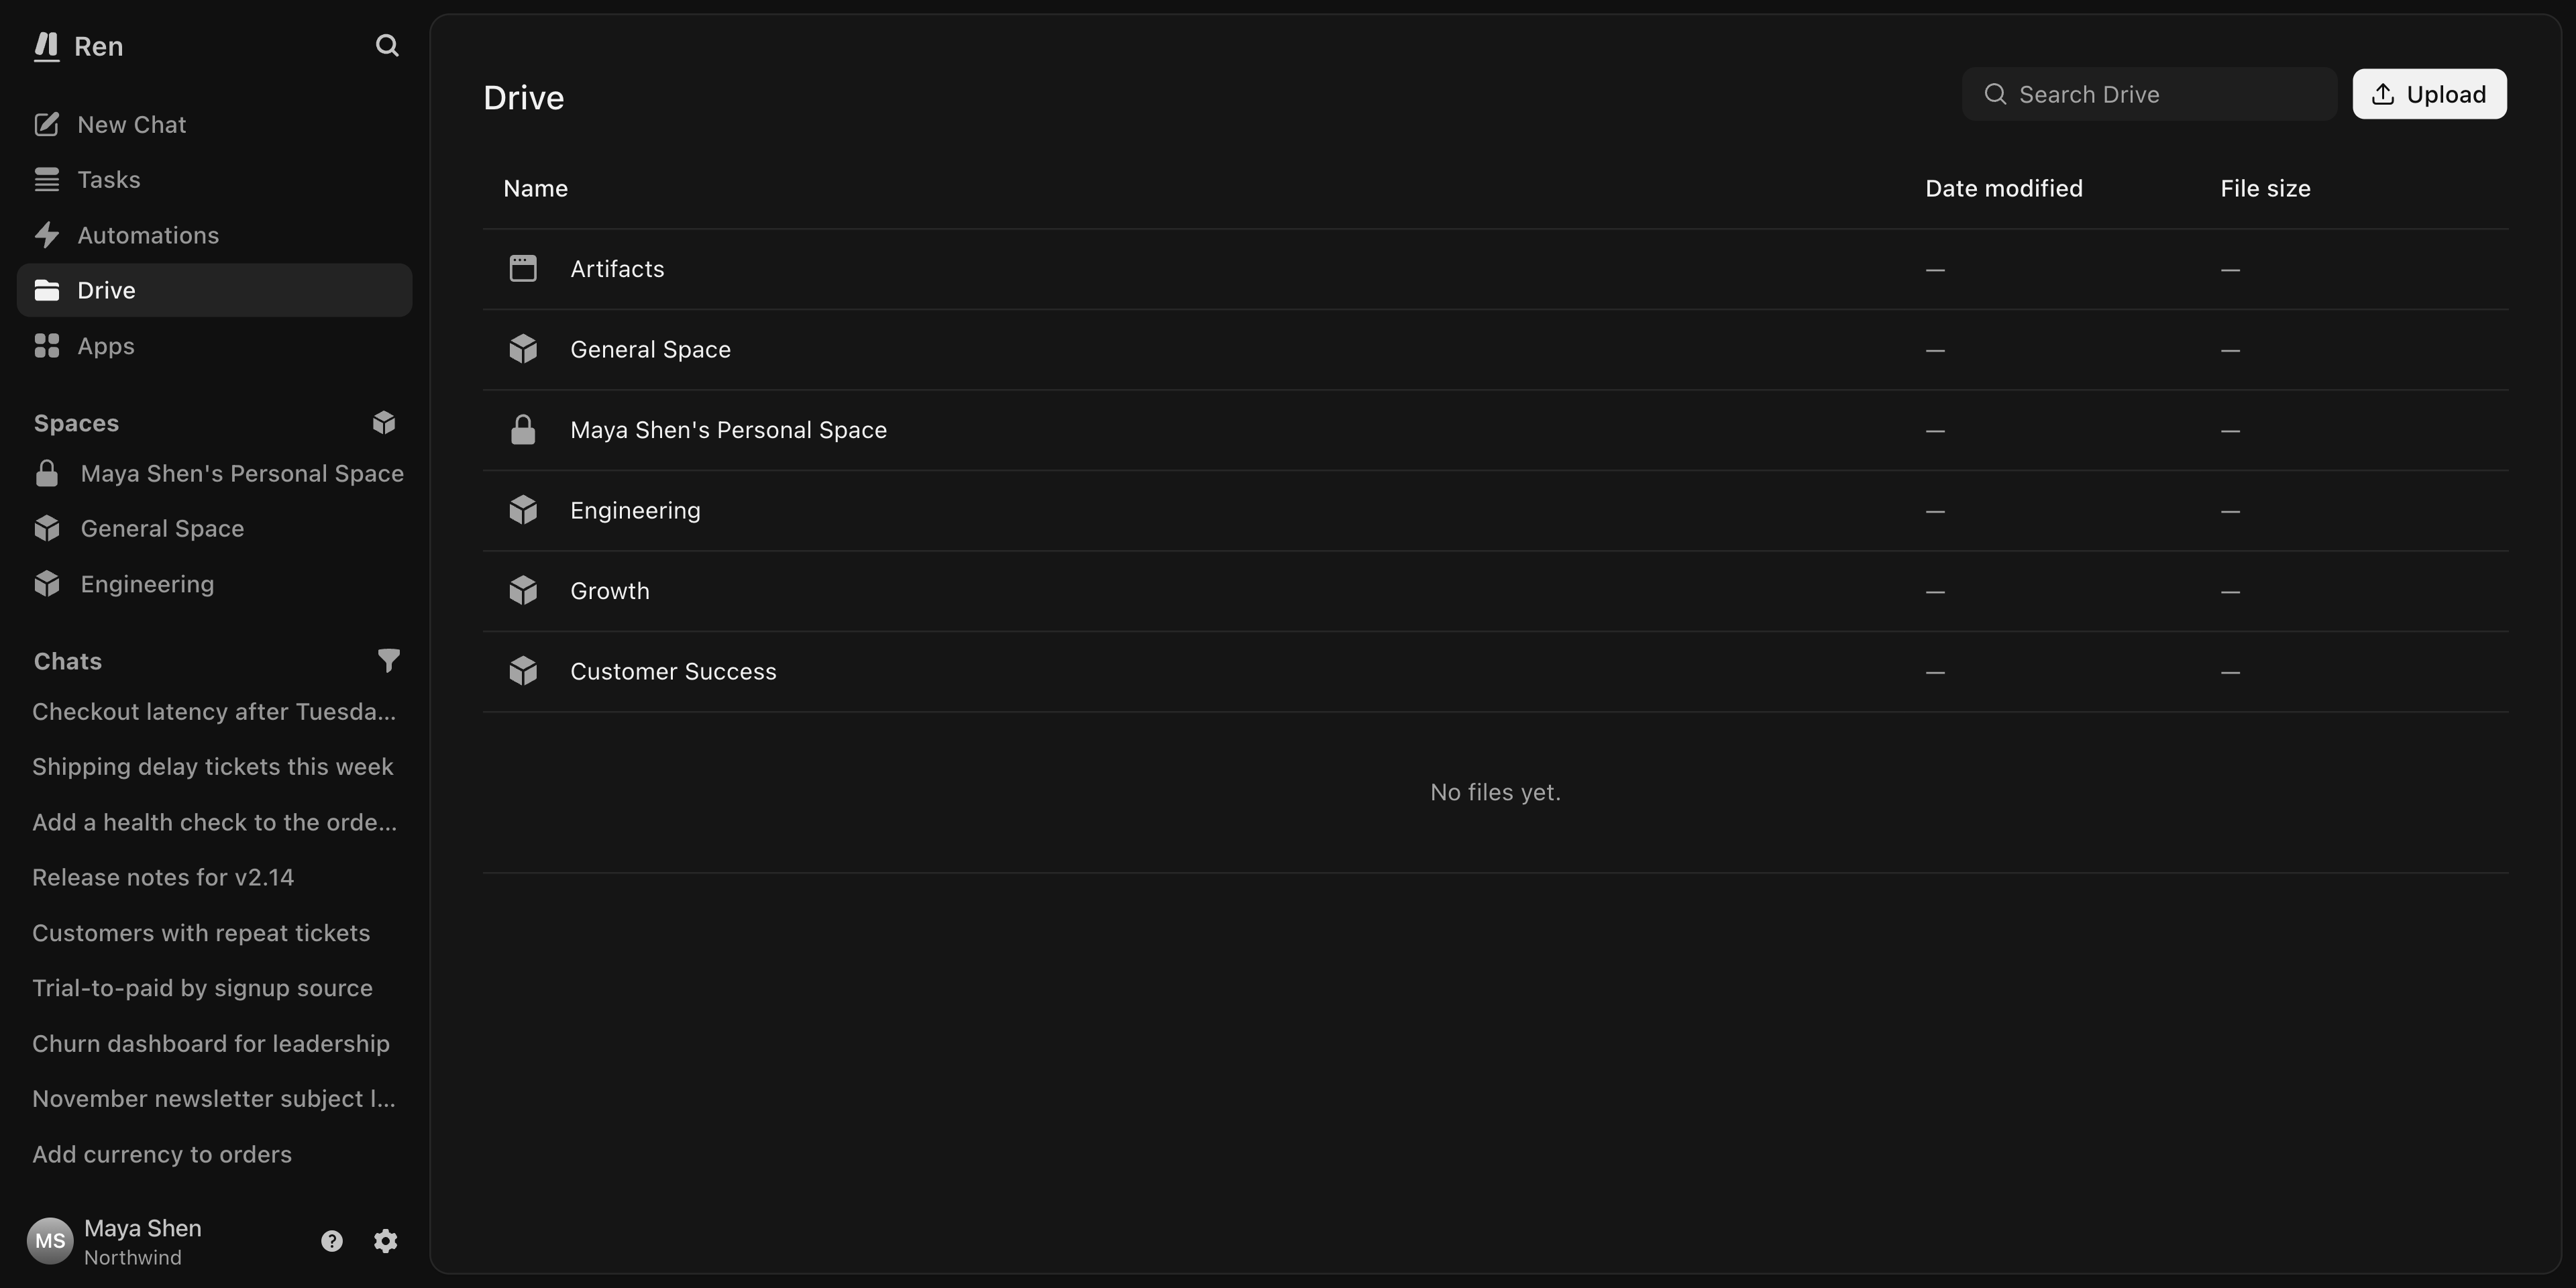 Ren
New Chat
Tasks
Automations
Drive
Apps
Spaces
Maya Shen's Personal Space
General Space
Engineering
Chats
Checkout latency after Tuesda...
Shipping delay tickets this week
Add a health check to the orde...
Release notes for v2.14
Customers with repeat tickets
Trial-to-paid by signup source
Churn dashboard for leadership
November newsletter subject l...
Add currency to orders
MS
Maya Shen
Northwind
?
Drive
Search Drive
Upload
Name Date modified File size
Artifacts — —
General Space — —
Maya Shen's Personal Space — —
Engineering — —
Growth — —
Customer Success — —
No files yet.